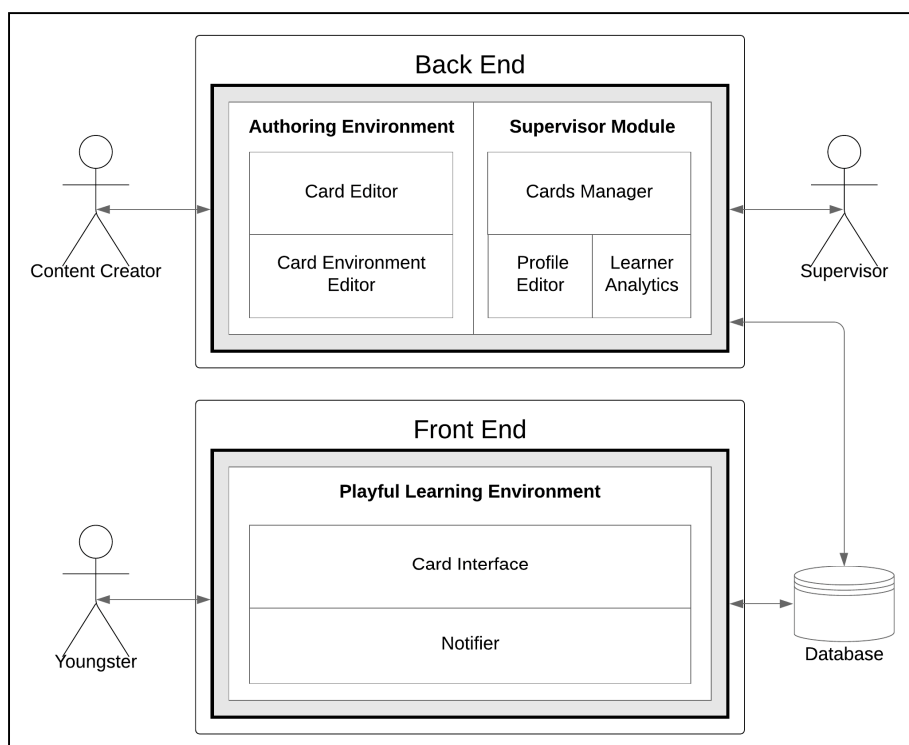 Back End
Authoring Environment
Supervisor Module
Card Editor
Cards Manager
Card Environment
Editor
Profile
Editor
Learner
Analytics
Content Creator
Supervisor
Front End
Playful Learning Environment
Card Interface
Notifier
Youngster
Database